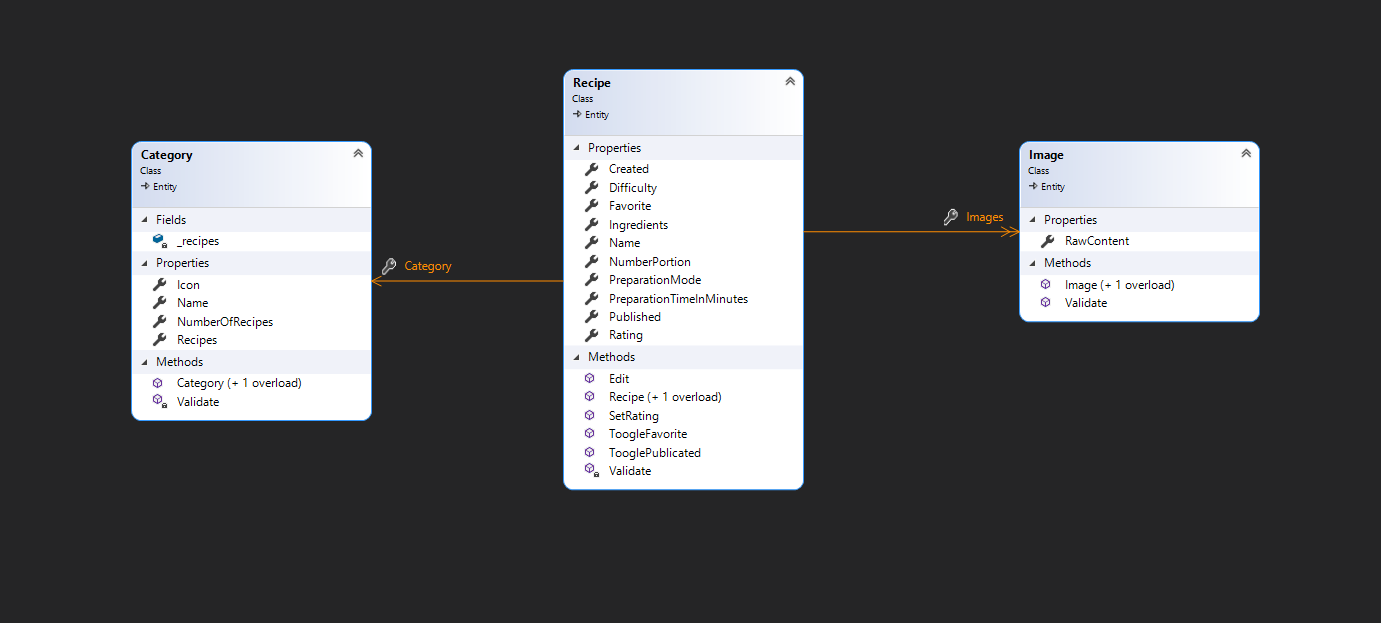 Category
Class
Entity
Fields
_recipes
Properties
Icon
Name
NumberOfRecipes
Recipes
Methods
Category (+ 1 overload)
Validate
Category
Recipe
Class
Entity
Properties
Created
Difficulty
Favorite
Ingredients
Name
NumberPortion
PreparationMode
PreparationTimeInMinutes
Published
Rating
Methods
Edit
Recipe (+ 1 overload)
SetRating
ToogleFavorite
TooglePublicated
Validate
Images
Image
Class
Entity
Properties
RawContent
Methods
Image (+ 1 overload)
Validate